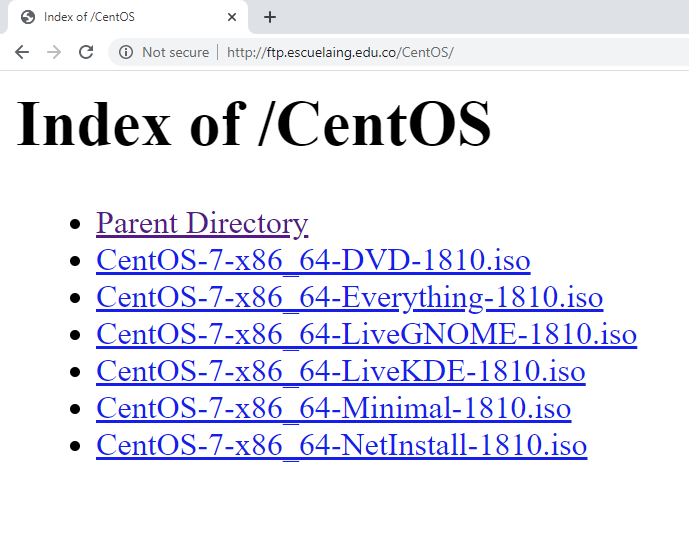 Index of /CentOS
Not secure | http://ftp.escuelaing.edu.co/CentOS/
Index of /CentOS
Parent Directory
CentOS-7-x86_64-DVD-1810.iso
CentOS-7-x86_64-Everything-1810.iso
CentOS-7-x86_64-LiveGNOME-1810.iso
CentOS-7-x86_64-LiveKDE-1810.iso
CentOS-7-x86_64-Minimal-1810.iso
CentOS-7-x86_64-NetInstall-1810.iso